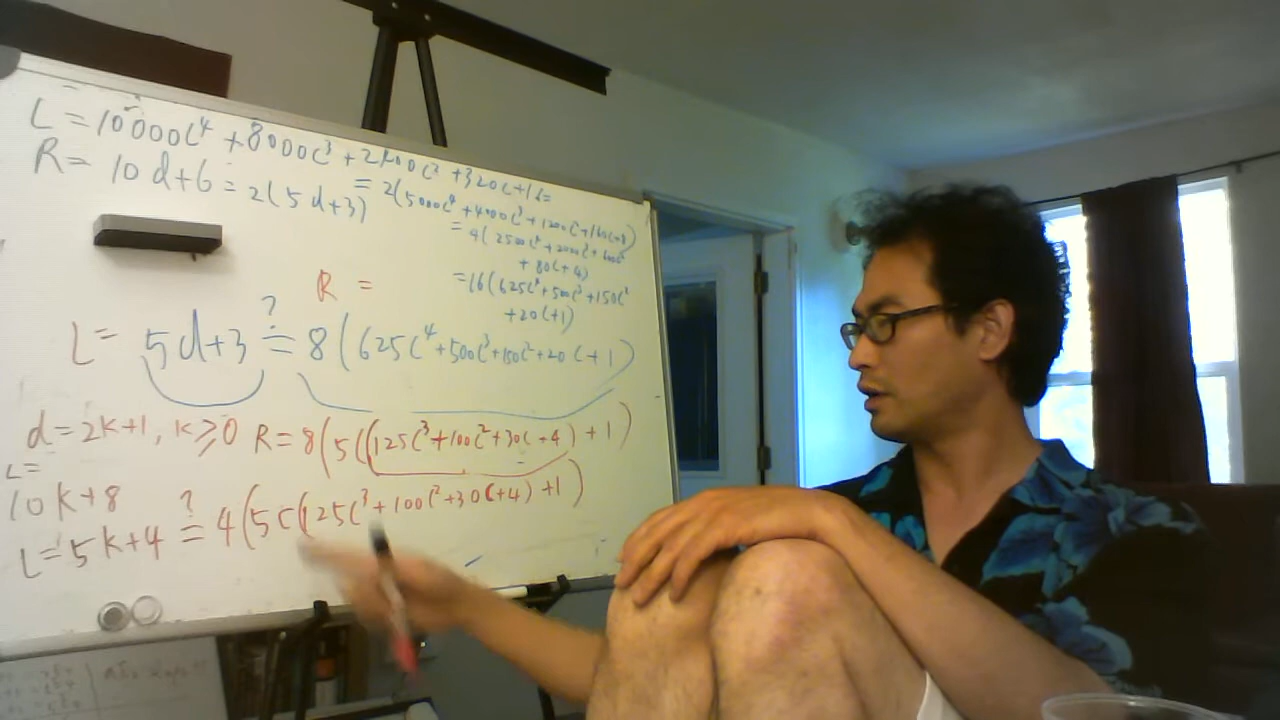 L = 10000c⁴ + 8000c³ + 2400c² + 320c + 16 =
R = 10d+6 = 2(5d+3)
= 2(5000c⁴ + 4000c³ + 1200c² + 160c + 8)
= 4(2500c⁴ + 2000c³ + 600c²
+ 80c + 4)
= 16(625c⁴ + 500c³ + 150c²
+ 20c + 1)
R =
L = 5d+3 ≟ 8(625c⁴ + 500c³ + 150c² + 20c + 1)
d = 2k+1, k ≥ 0 R = 8(5c(125c³ + 100c² + 30c + 4) + 1)
L =
10k+8
L = 5k+4 ≟ 4(5c(125c³ + 100c² + 30c + 4) + 1)